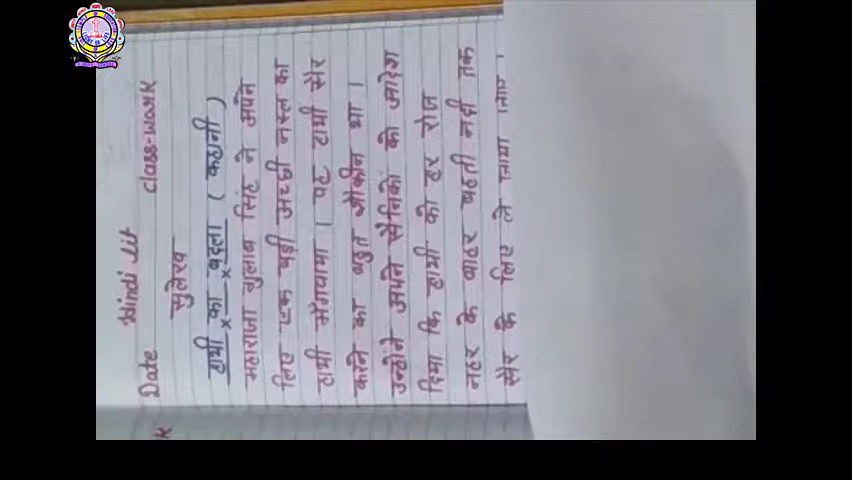 Hindi Lit
Date class-work
सुलेख
हाथी का बदला ( कहानी )
महाराजा गुलाब सिंह ने अपने
लिए एक बड़ी अच्छी नस्ल का
हाथी मँगवाया । यह हाथी सैर
करने का बहुत शौकीन था ।
उन्होंने अपने सैनिकों को आदेश
दिया कि हाथी को हर रोज़
शहर के बाहर बहती नदी तक
सैर के लिए ले जाया जाए ।